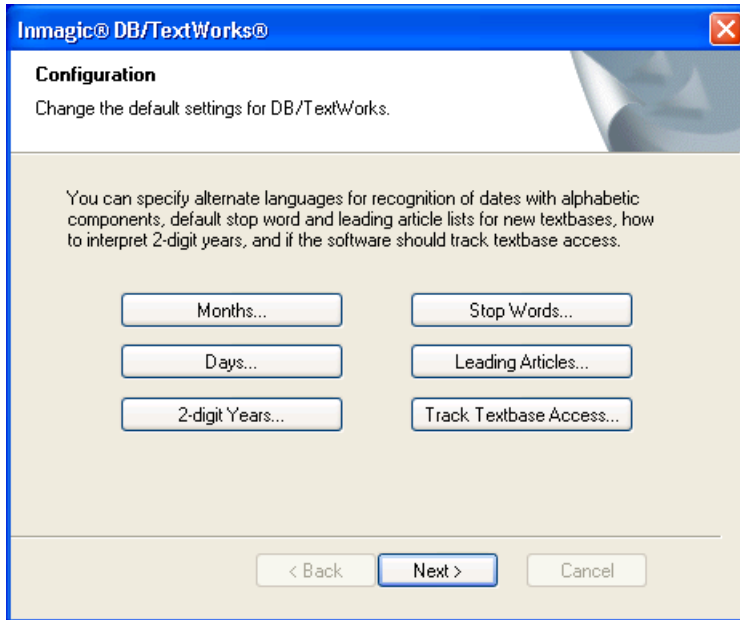 Inmagic® DB/TextWorks®
Configuration
Change the default settings for DB/TextWorks.
You can specify alternate languages for recognition of dates with alphabetic
components, default stop word and leading article lists for new textbases, how
to interpret 2-digit years, and if the software should track textbase access.
Months... Stop Words...
Days... Leading Articles...
2-digit Years... Track Textbase Access...
< Back Next > Cancel